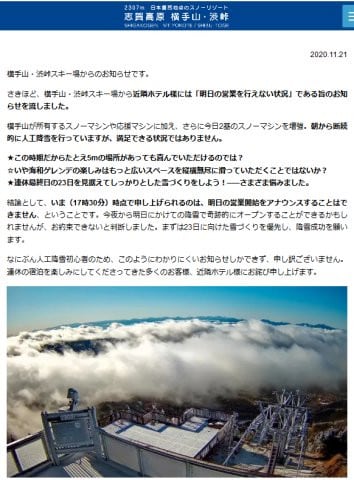 2307m 日本最高地点のスノーリゾート
志賀高原 横手山・渋峠
SHIGAKOGEN MT.YOKOTE / SHIBUTOGE
2020.11.21
横手山・渋峠スキー場からのお知らせです。
さきほど、横手山・渋峠スキー場から近隣ホテル様には「明日の営業を行えない状況」である旨のお知
らせを流しました。
横手山が所有するスノーマシンや応援マシンに加え、さらに今日2基のスノーマシンを増強。朝から断続
的に人工降雪を行っていますが、満足できる状況ではありません。
★この時期だからたとえ5mの場所があっても喜んでいただけるのでは？
☆いや海和ゲレンデの楽しみはもっと広いスペースを縦横無尽に滑っていただくことではないか？
★連休最終日の23日を見据えてしっかりとした雪づくりをしよう！——さまざま悩みました。
結論として、いま（17時30分）時点で申し上げられるのは、明日の営業開始をアナウンスすることはで
きません、ということです。今夜から明日にかけての降雪で奇跡的にオープンすることができるかもし
れませんが、お約束できないと判断しました。まずは23日に向けた雪づくりを優先し、降雪成功を願い
ます。
なにぶん人工降雪初心者のため、このようにわかりにくいお知らせしかできず、申し訳ございません。
連休の宿泊を楽しみにしてくださってきた多くのお客様、近隣ホテル様にお詫び申し上げます。